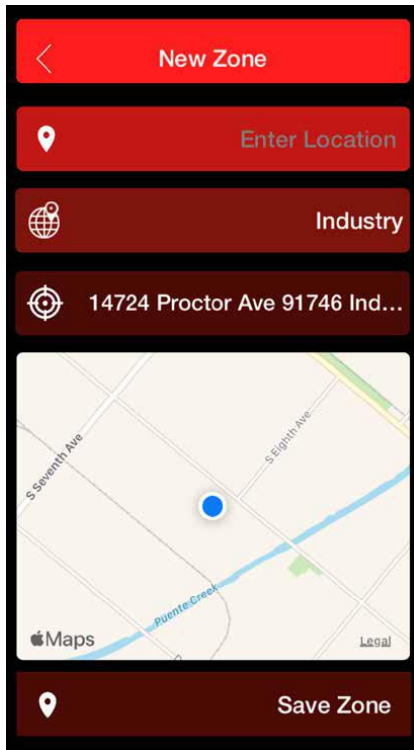 New Zone
Enter Location
Industry
14724 Proctor Ave 91746 Ind...
S Seventh Ave
S Eighth Ave
Puente Creek
Maps
Legal
Save Zone